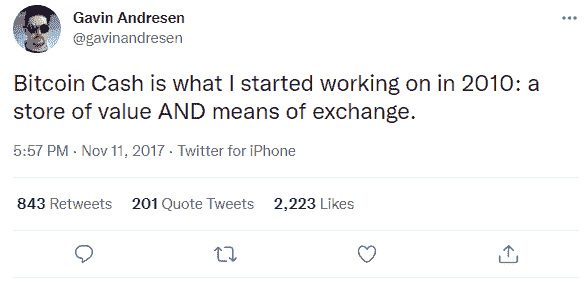 Gavin Andresen
@gavinandresen
Bitcoin Cash is what I started working on in 2010: a
store of value AND means of exchange.
5:57 PM · Nov 11, 2017 · Twitter for iPhone
843 Retweets 201 Quote Tweets 2,223 Likes